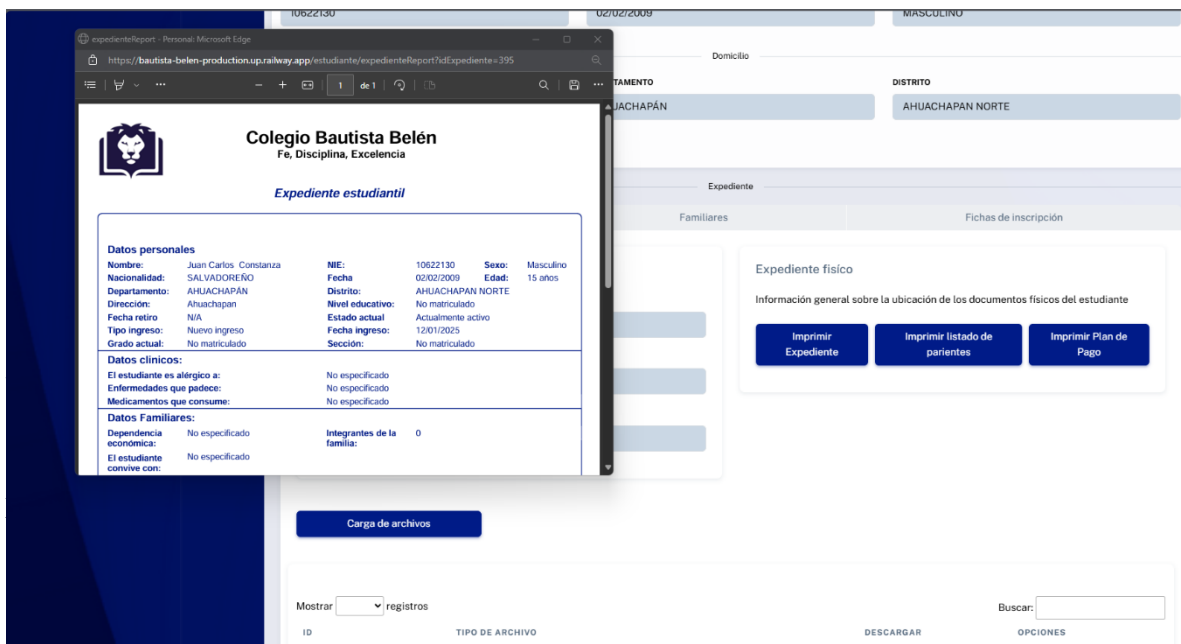 10622130
02/02/2009
MASCULINO
expedienteReport - Personal: Microsoft Edge
https://bautista-belen-production.up.railway.app/estudiante/expedienteReport?idExpediente=395
1 de 1
Domicilio
TAMENTO
DISTRITO
UACHAPÁN
AHUACHAPAN NORTE
Colegio Bautista Belén
Fe, Disciplina, Excelencia
Expediente estudiantil
Datos personales
Nombre: Juan Carlos Constanza NIE: 10622130 Sexo: Masculino
Nacionalidad: SALVADOREÑO Fecha 02/02/2009 Edad: 15 años
Departamento: AHUACHAPÁN Distrito: AHUACHAPAN NORTE
Dirección: Ahuachapan Nivel educativo: No matriculado
Fecha retiro N/A Estado actual Actualmente activo
Tipo ingreso: Nuevo ingreso Fecha ingreso: 12/01/2025
Grado actual: No matriculado Sección: No matriculado
Datos clinicos:
El estudiante es alérgico a: No especificado
Enfermedades que padece: No especificado
Medicamentos que consume: No especificado
Datos Familiares:
Dependencia económica: No especificado Integrantes de la familia: 0
El estudiante convive con: No especificado
Expediente
Familiares
Fichas de inscripción
Expediente fisíco
Información general sobre la ubicación de los documentos físicos del estudiante
Imprimir Expediente
Imprimir listado de parientes
Imprimir Plan de Pago
Carga de archivos
Mostrar registros
Buscar:
ID TIPO DE ARCHIVO DESCARGAR OPCIONES